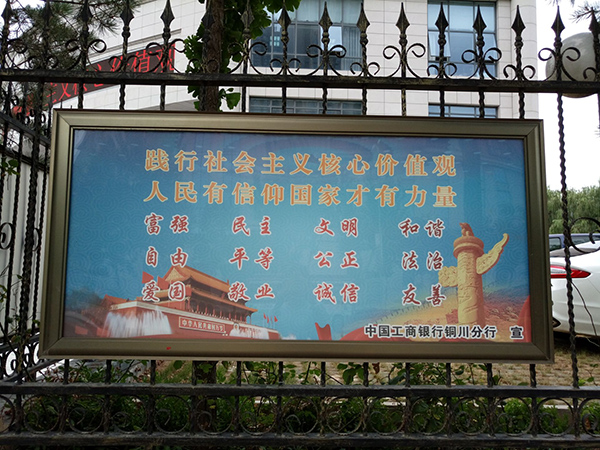 践行社会主义核心价值观
人民有信仰国家才有力量
富强 民主 文明 和谐
自由 平等 公正 法治
爱国 敬业 诚信 友善
中国工商银行铜川分行 宣